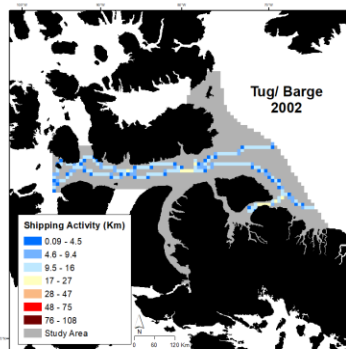 Tug/ Barge
2002
Shipping Activity (Km)
0.09 - 4.5
4.6 - 9.4
9.5 - 16
17 - 27
28 - 47
48 - 75
76 - 108
Study Area
N
0 30 60 120 Km